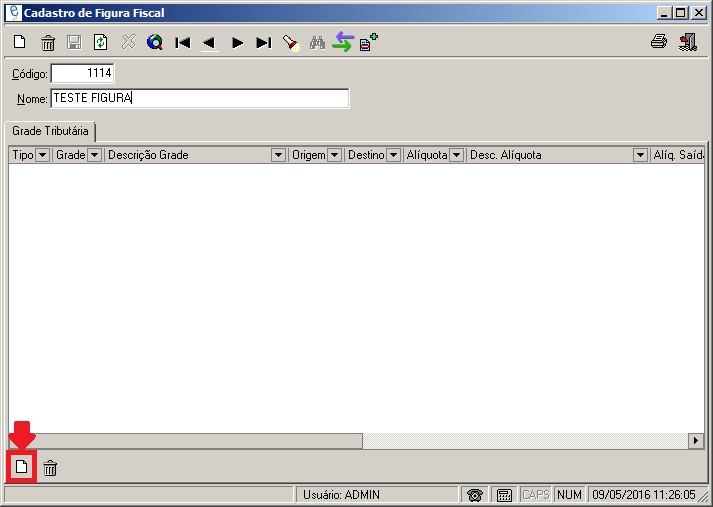 Cadastro de Figura Fiscal
Código: 1114
Nome: TESTE FIGURA
Grade Tributária
Tipo Grade Descrição Grade Origem Destino Alíquota Desc. Alíquota Alíq. Saída
Usuário: ADMIN CAPS NUM 09/05/2016 11:26:05